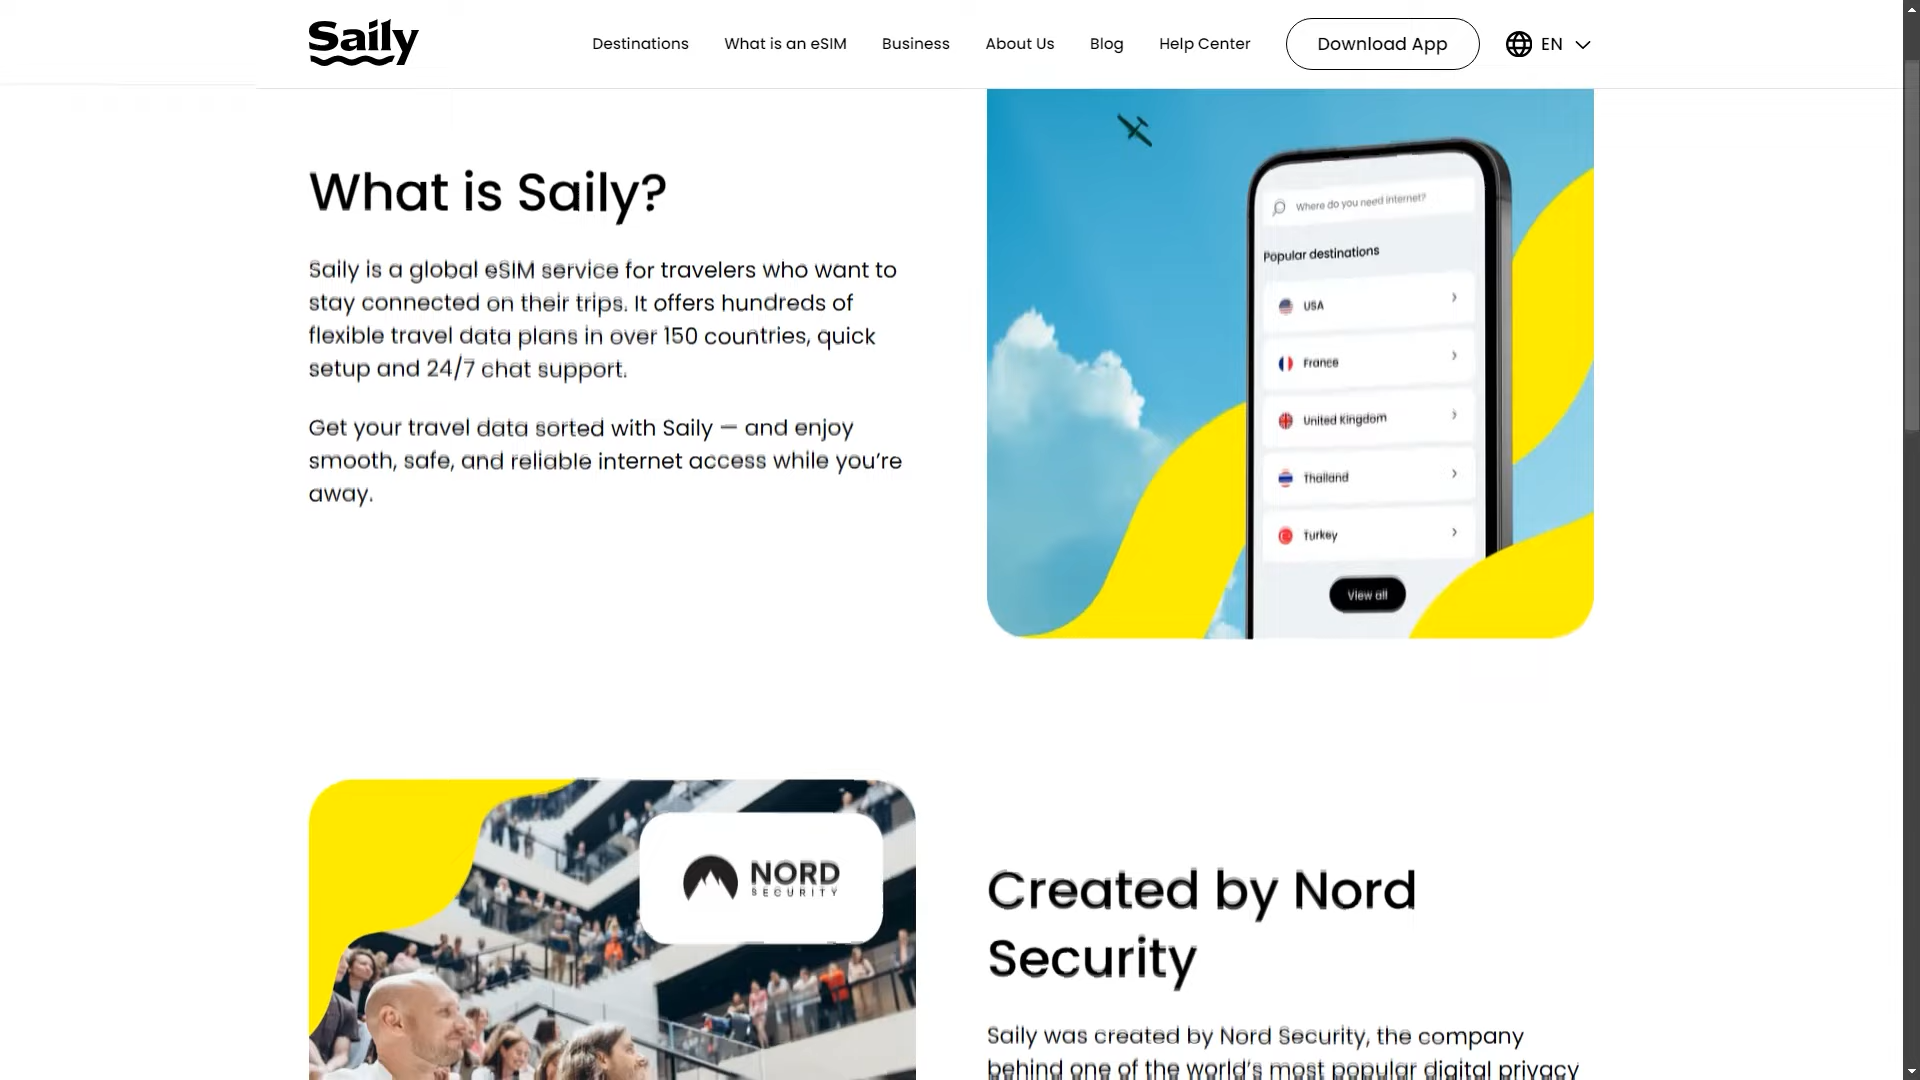 Saily
Destinations
What is an eSIM
Business
About Us
Blog
Help Center
Download App
EN
What is Saily?
Saily is a global eSIM service for travelers who want to
stay connected on their trips. It offers hundreds of
flexible travel data plans in over 150 countries, quick
setup and 24/7 chat support.
Get your travel data sorted with Saily — and enjoy
smooth, safe, and reliable internet access while you're
away.
Where do you need internet?
Popular destinations
USA
France
United Kingdom
Thailand
Turkey
View all
NORD
SECURITY
Created by Nord
Security
Saily was created by Nord Security, the company
behind one of the world's most popular digital privacy